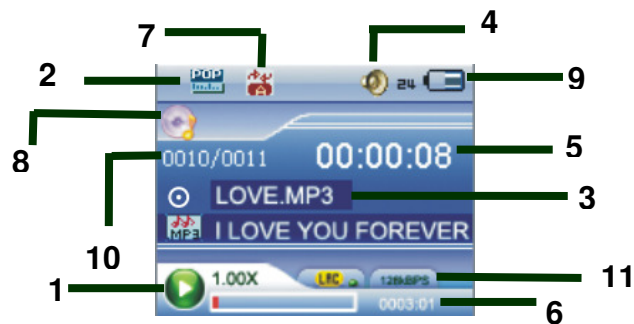 7 4
2 POP 24 9
8 00:00:08 5
0010/0011
LOVE.MP3 3
MP3 I LOVE YOU FOREVER
10
1 1.00X LRC 128kBPS 11
0003:01 6